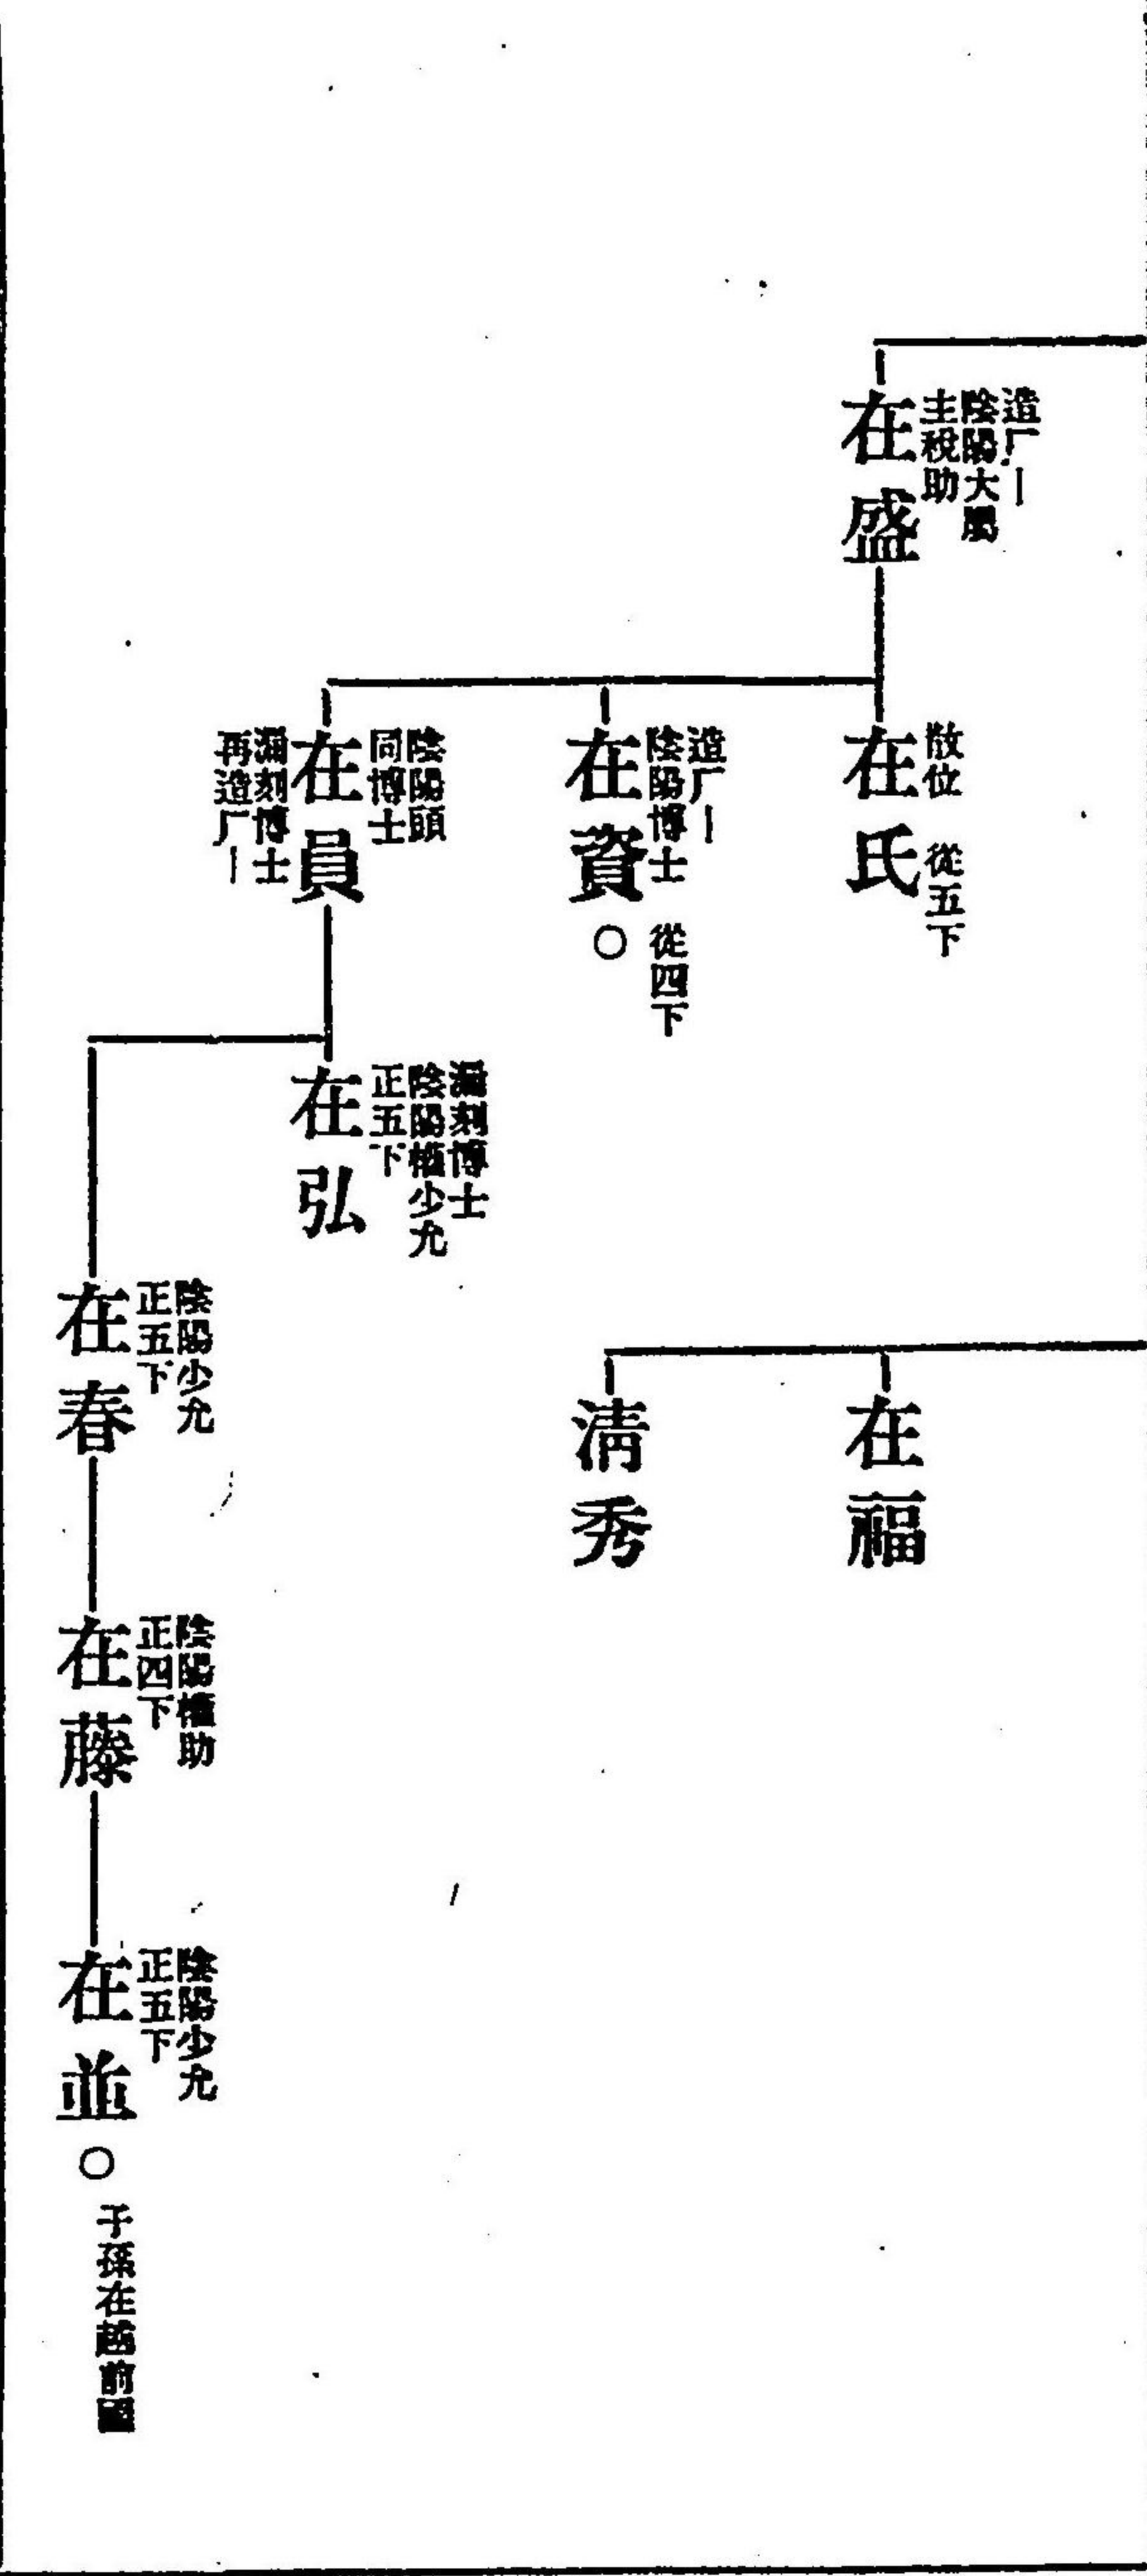 造厂丨
陰陽大屬
主税助
在盛
散位　從五下
在氏
造厂丨
陰陽博士　從四下
在資○
陰陽頭
同博士
在員
漏刻博士
再造厂丨
漏刻博士
陰陽權少允
正五下
在弘
在福
淸秀
陰陽少允
正五下
在春
陰陽權助
正四下
在藤
陰陽少允
正五下
在並○
子孫在越前國